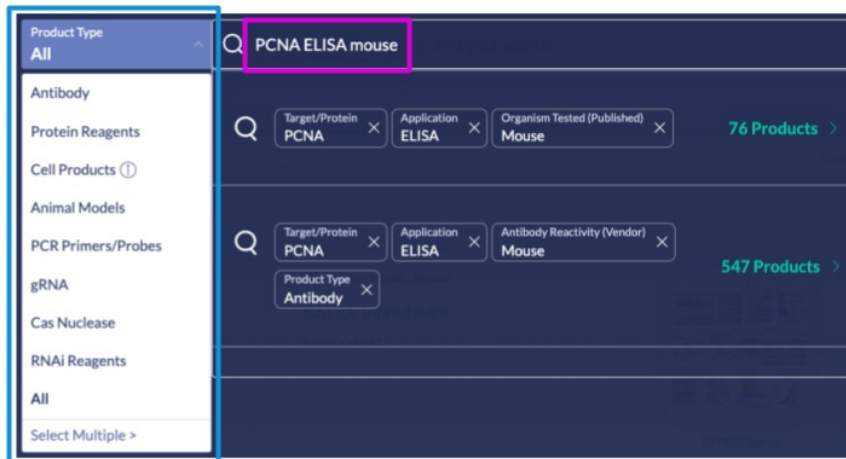 Product Type
All
PCNA ELISA mouse
Antibody
Protein Reagents
Cell Products
Animal Models
PCR Primers/Probes
gRNA
Cas Nuclease
RNAi Reagents
All
Select Multiple >
Target/Protein
PCNA
Application
ELISA
Organism Tested (Published)
Mouse
76 Products >
Target/Protein
PCNA
Application
ELISA
Antibody Reactivity (Vendor)
Mouse
Product Type
Antibody
547 Products >